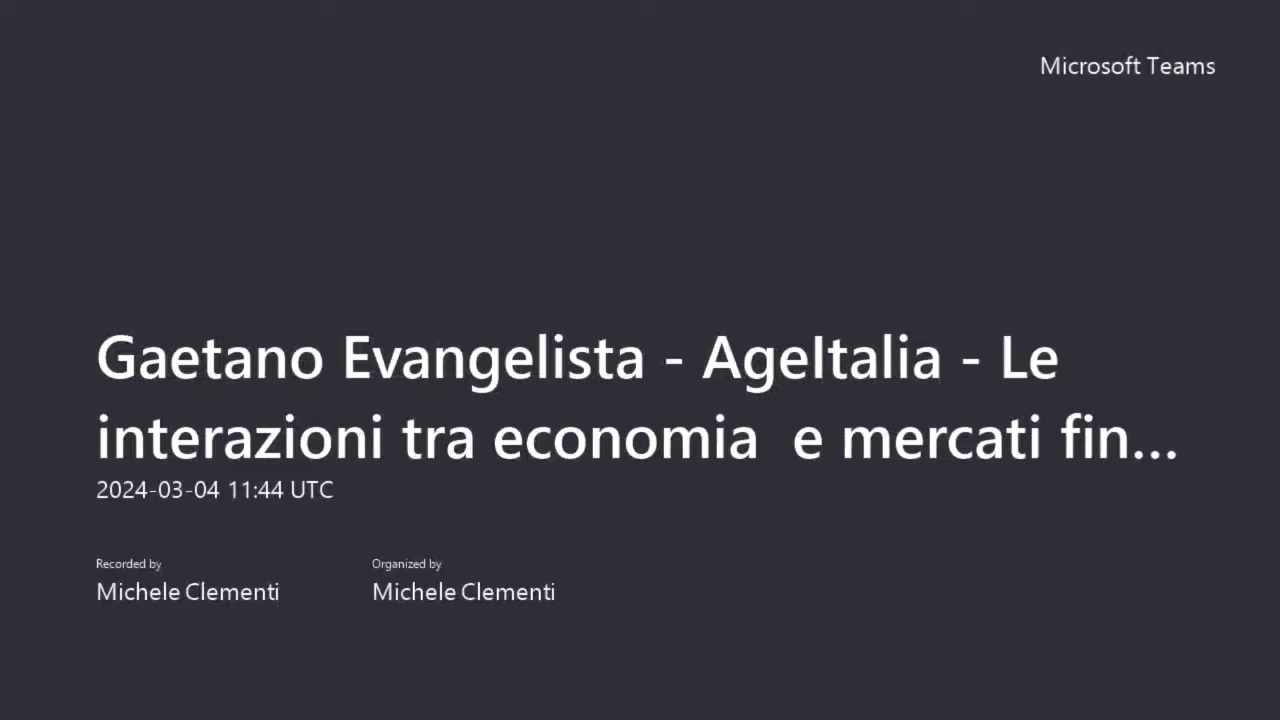 Microsoft Teams
Gaetano Evangelista - AgeItalia - Le
interazioni tra economia  e mercati fin...
2024-03-04 11:44 UTC
Recorded by
Organized by
Michele Clementi
Michele Clementi